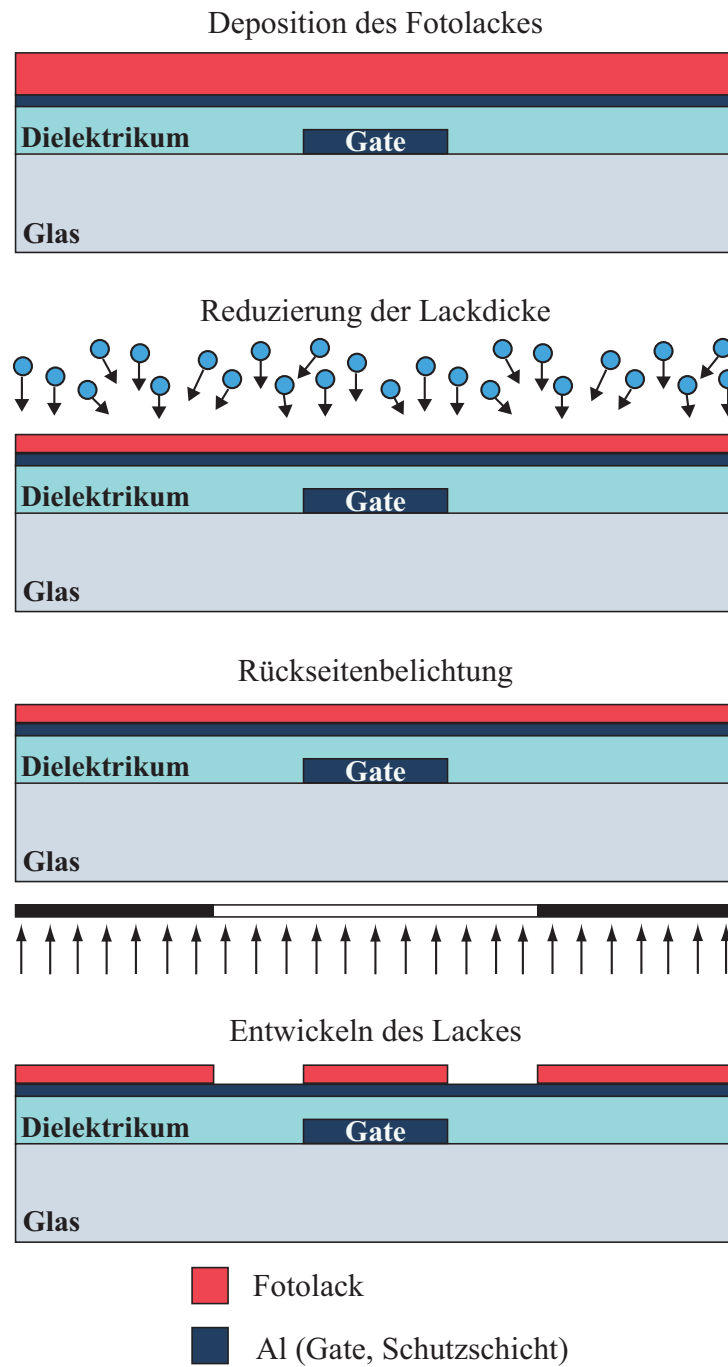 Deposition des Fotolackes
Dielektrikum
Gate
Glas
Reduzierung der Lackdicke
Dielektrikum
Gate
Glas
Rückseitenbelichtung
Dielektrikum
Gate
Glas
Entwickeln des Lackes
Dielektrikum
Gate
Glas
Fotolack
Al (Gate, Schutzschicht)